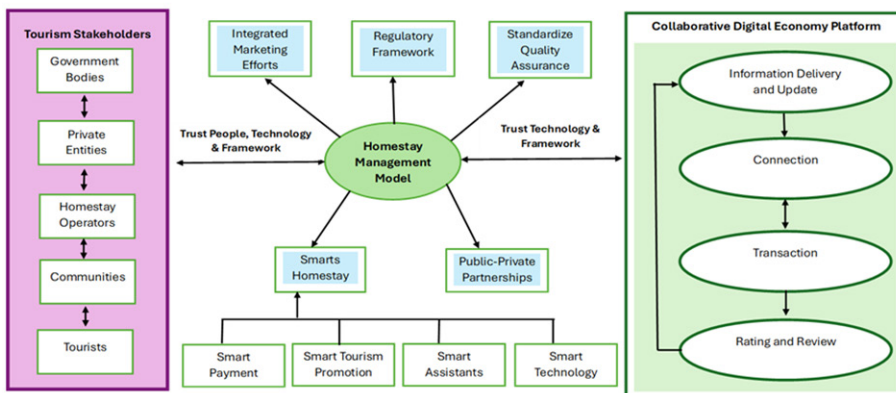 Tourism Stakeholders
Government
Bodies
Private
Entities
Homestay
Operators
Communities
Tourists
Integrated
Marketing
Efforts
Regulatory
Framework
Standardize
Quality
Assurance
Trust People, Technology
& Framework
Homestay
Management
Model
Trust Technology &
Framework
Smarts
Homestay
Public-Private
Partnerships
Smart
Payment
Smart Tourism
Promotion
Smart
Assistants
Smart
Technology
Collaborative Digital Economy Platform
Information Delivery
and Update
Connection
Transaction
Rating and Review